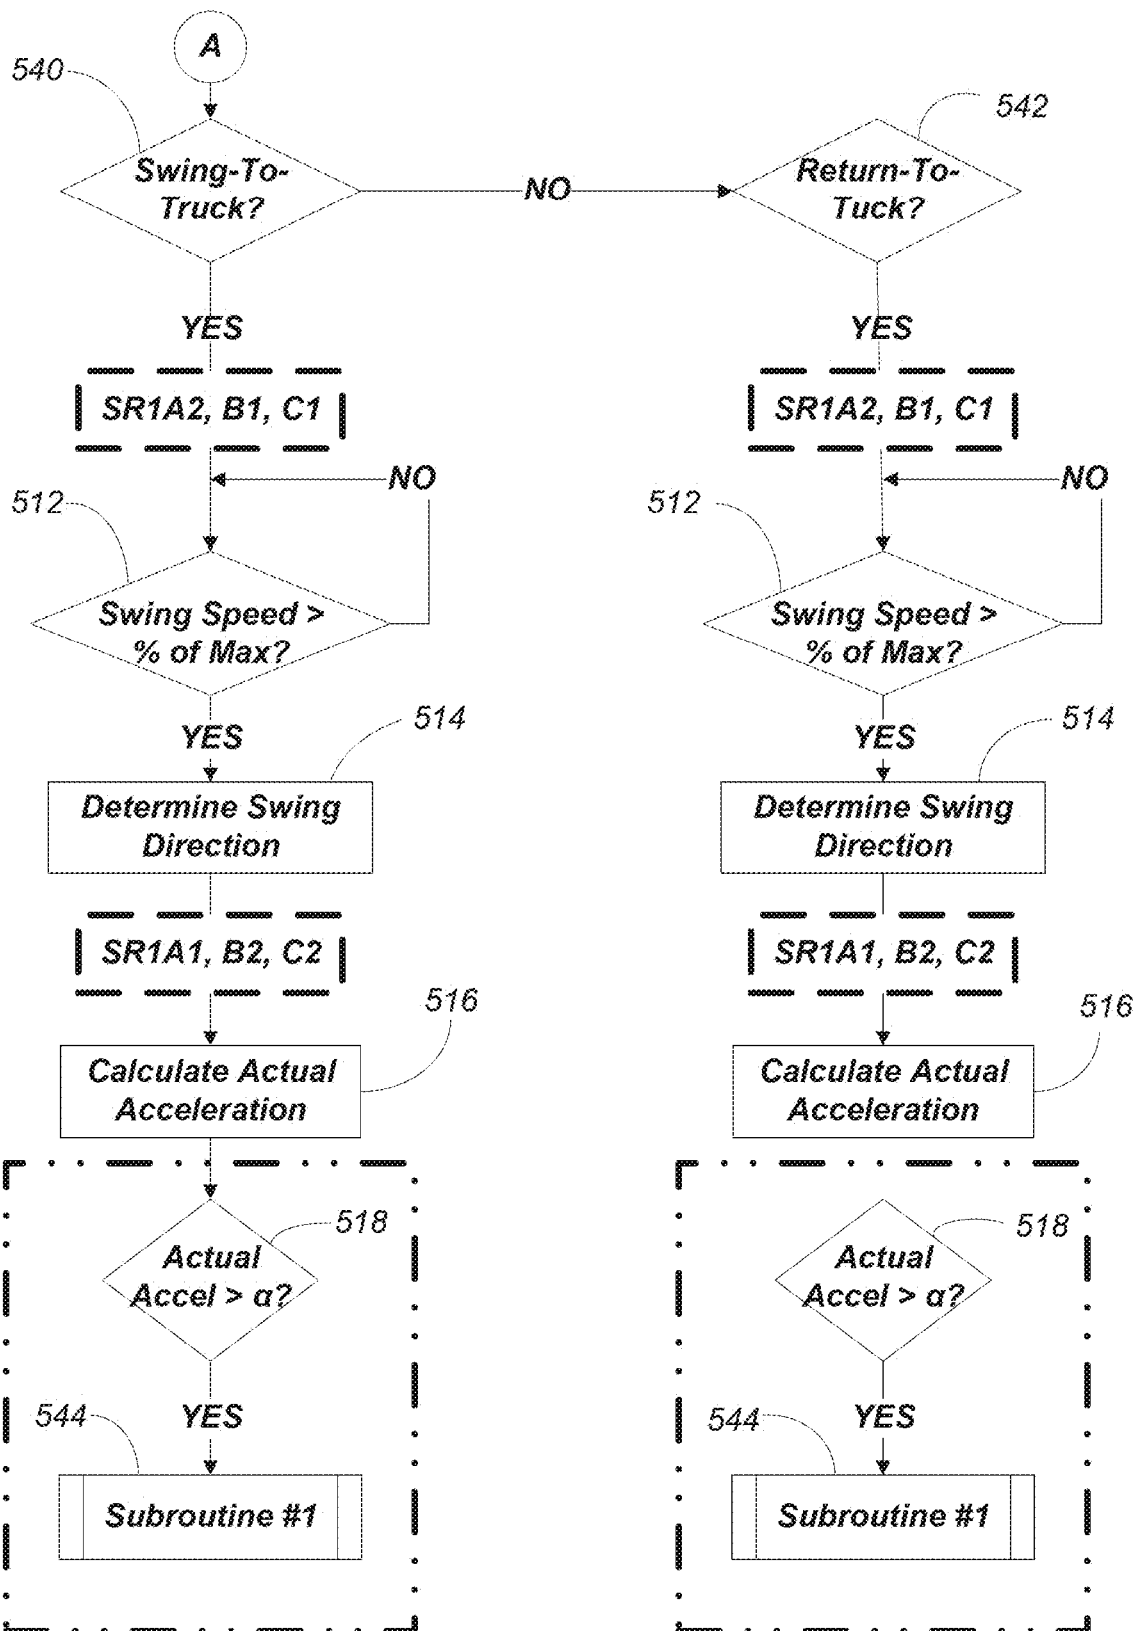 A
540
542
Swing-To-
Truck?
NO
Return-To-
Tuck?
YES
YES
SR1A2, B1, C1
SR1A2, B1, C1
NO
NO
512
512
Swing Speed >
% of Max?
Swing Speed >
% of Max?
YES
514
YES
514
Determine Swing
Direction
Determine Swing
Direction
SR1A1, B2, C2
SR1A1, B2, C2
516
516
Calculate Actual
Acceleration
Calculate Actual
Acceleration
518
518
Actual
Accel > α?
Actual
Accel > α?
544
YES
544
YES
Subroutine #1
Subroutine #1